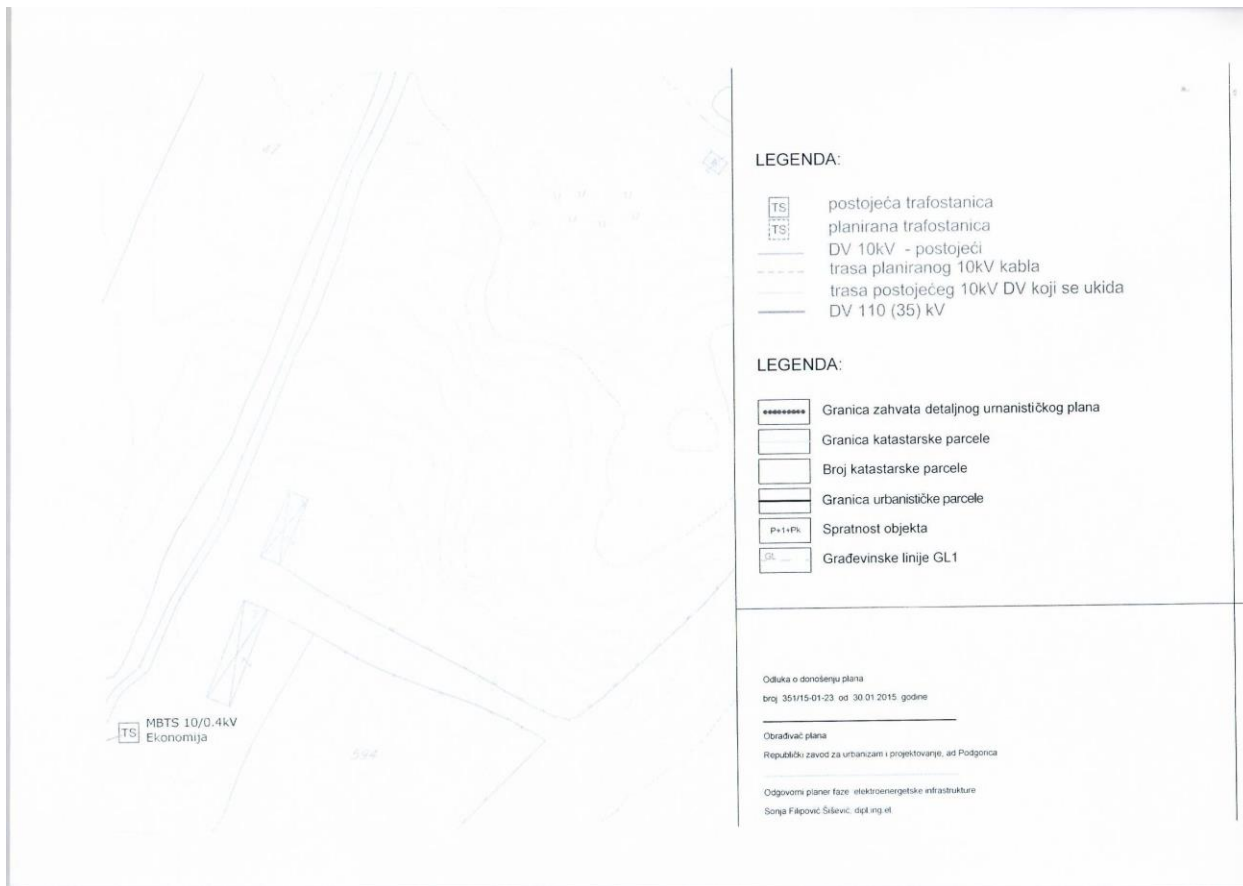 LEGENDA:
TS postojeća trafostanica
TS planirana trafostanica
DV 10kV - postojeći
trasa planiranog 10kV kabla
trasa postojećeg 10kV DV koji se ukida
DV 110 (35) kV
LEGENDA:
Granica zahvata detaljnog urnanističkog plana
Granica katastarske parcele
Broj katastarske parcele
Granica urbanističke parcele
P+1+Pk Spratnost objekta
GL Građevinske linije GL1
Odluka o donošenju plana
broj 351/15-01-23 od 30.01 2015 godine
Obrađivač plana
Republički zavod za urbanizam i projektovanje, ad Podgorica
Odgovorni planer faze elektroenergetske infrastrukture
Sonja Filipović Šišević, dipl.ing.el.
TS MBTS 10/0.4kV
Ekonomija
594